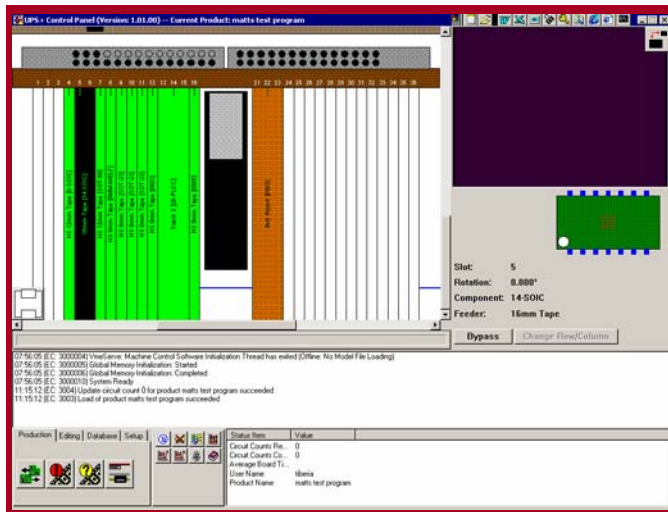 UPS+ Control Panel (Version: 1.01.00) -- Current Product: matts test program
1 2 3 4 5 6 7 8 9 10 11 12 13 14 15 16
21 22 23 24 25 26 27 28 29 30 31 32 33 34 35 36
16mm Tape [14-SOIC]
Slot: 5
Rotation: 0.000°
Component: 14-SOIC
Feeder: 16mm Tape
Bypass
Change Row/Column
07:56:05 (EC: 3000004) VmeServe: Machine Control Software Initialization Thread has exited (Offline: No Model File Loading)
07:56:05 (EC: 3000005) Global Memory Initialization: Started
07:56:05 (EC: 3000006) Global Memory Initialization: Completed
07:56:05 (EC: 3000010) System Ready
11:15:12 (EC: 3004) Update circuit count 0 for product matts test program succeeded
11:15:12 (EC: 3003) Load of product matts test program succeeded
Production Editing Database Setup
Status Item Value
Circuit Counts Re... 0
Circuit Counts Co... 0
Average Board Ti...
User Name tiberia
Product Name matts test program